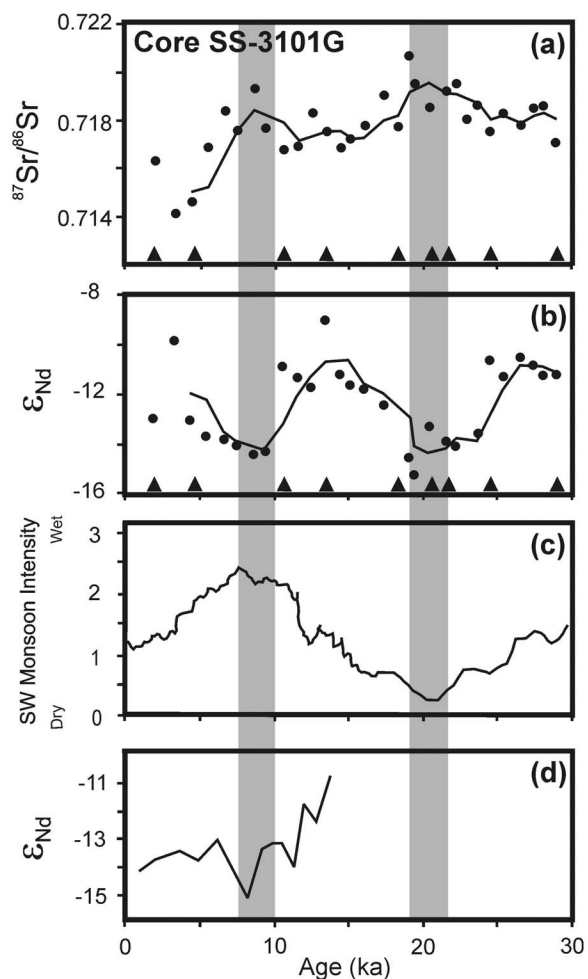 Core SS-3101G
(a)
0.722
0.718
0.714
⁸⁷Sr/⁸⁶Sr
(b)
-8
-12
-16
εNd
(c)
3
2
1
0
SW Monsoon Intensity
Wet
Dry
(d)
-11
-13
-15
εNd
0 10 20 30
Age (ka)